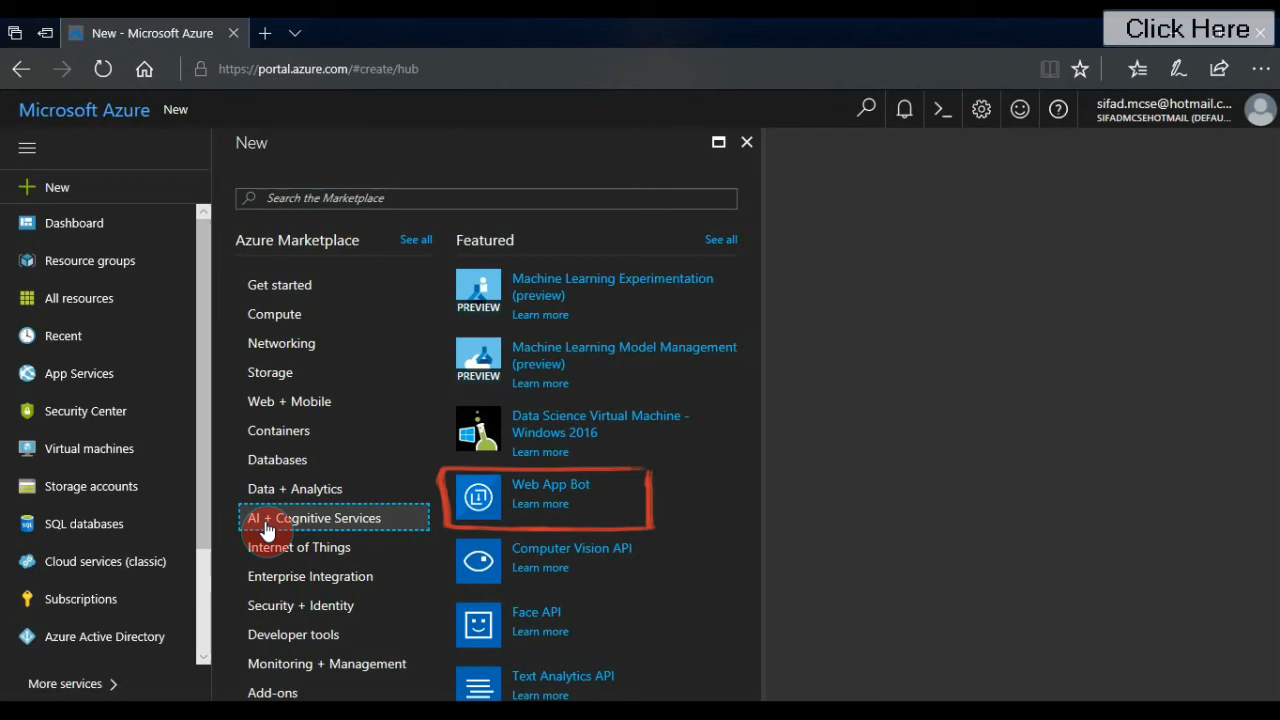 New - Microsoft Azure
Click Here
https://portal.azure.com/#create/hub
Microsoft Azure New
sifad.mcse@hotmail.c...
SIFADMCSEHOTMAIL (DEFAU...
New
New
Dashboard
Resource groups
All resources
Recent
App Services
Security Center
Virtual machines
Storage accounts
SQL databases
Cloud services (classic)
Subscriptions
Azure Active Directory
More services
Search the Marketplace
Azure Marketplace See all
Get started
Compute
Networking
Storage
Web + Mobile
Containers
Databases
Data + Analytics
AI + Cognitive Services
Internet of Things
Enterprise Integration
Security + Identity
Developer tools
Monitoring + Management
Add-ons
Featured See all
PREVIEW
Machine Learning Experimentation
(preview)
Learn more
PREVIEW
Machine Learning Model Management
(preview)
Learn more
Data Science Virtual Machine -
Windows 2016
Learn more
Web App Bot
Learn more
Computer Vision API
Learn more
Face API
Learn more
Text Analytics API
Learn more